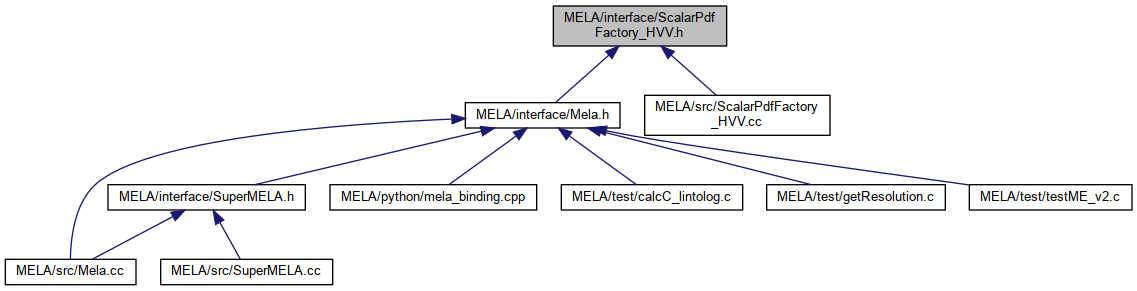 MELA/interface/ScalarPdf
Factory_HVV.h
MELA/interface/Mela.h
MELA/src/ScalarPdfFactory
_HVV.cc
MELA/interface/SuperMELA.h
MELA/python/mela_binding.cpp
MELA/test/calcC_lintolog.c
MELA/test/getResolution.c
MELA/test/testME_v2.c
MELA/src/Mela.cc
MELA/src/SuperMELA.cc